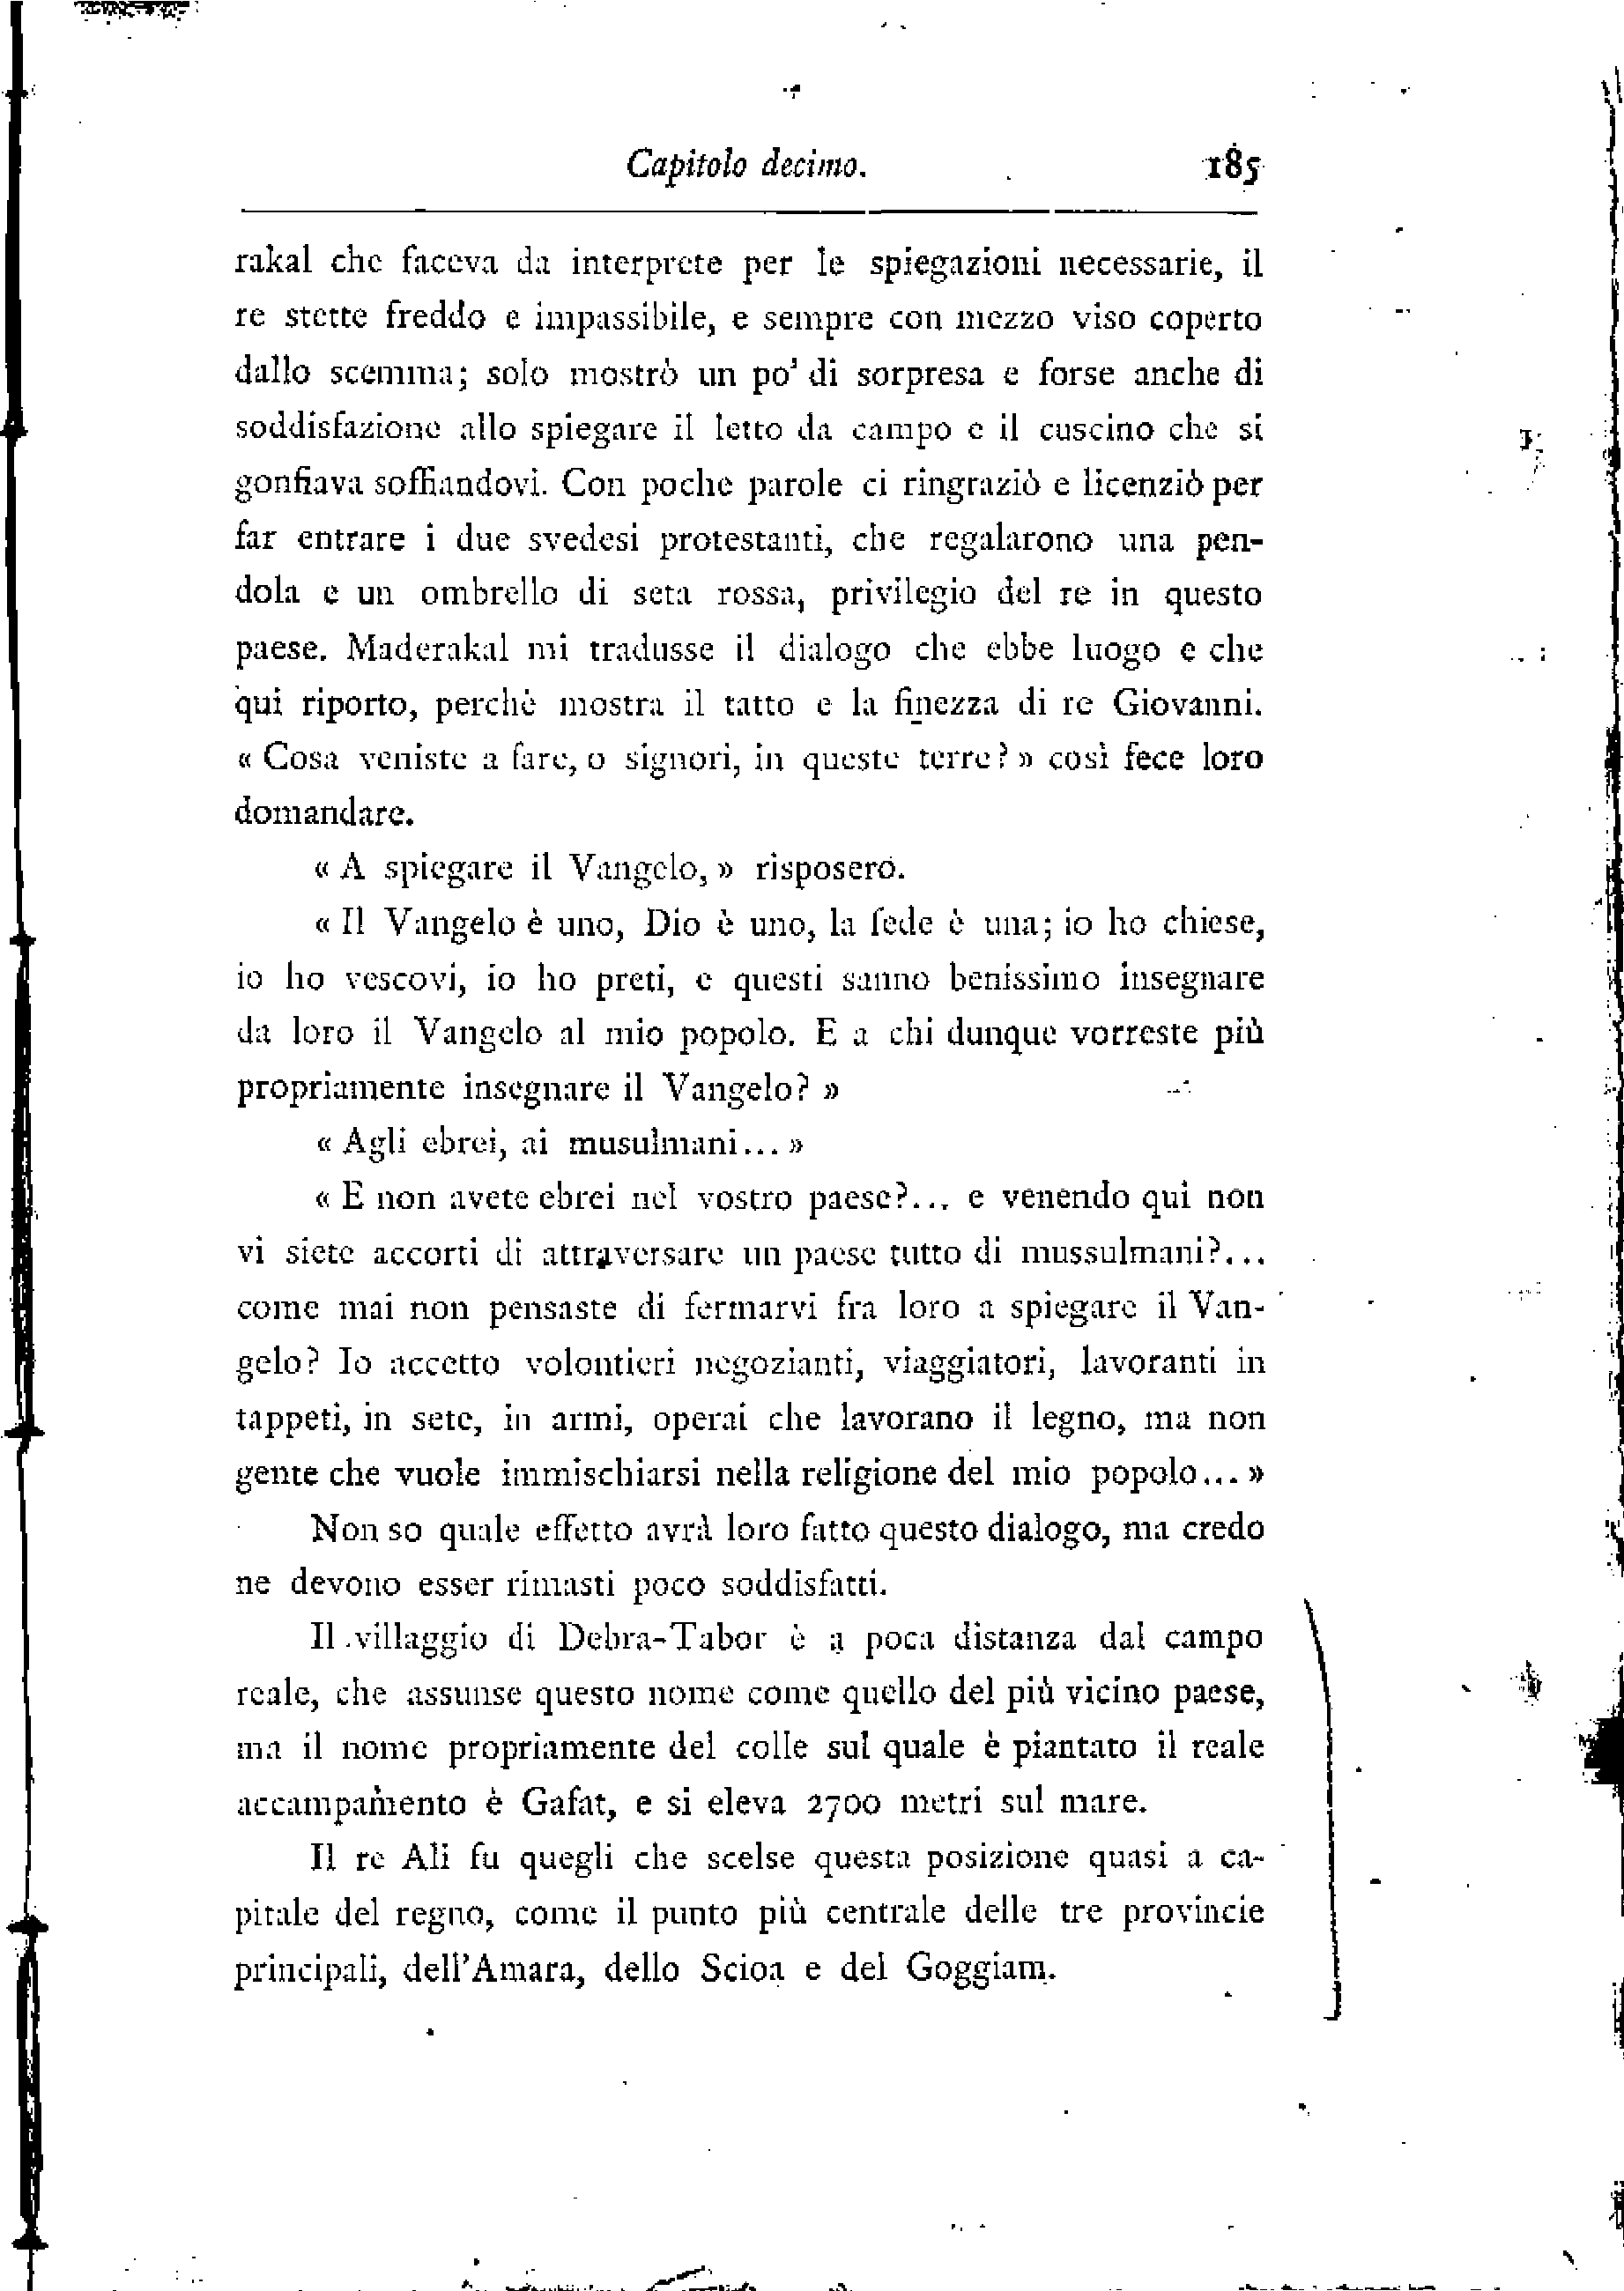 Capitolo decimo. 185
rakal che faceva da interprete per le spiegazioni necessarie, il
re stette freddo e impassibile, e sempre con mezzo viso coperto
dallo scemma; solo mostrò un po' di sorpresa e forse anche di
soddisfazione allo spiegare il letto da campo e il cuscino che si
gonfiava soffiandovi. Con poche parole ci ringraziò e licenziò per
far entrare i due svedesi protestanti, che regalarono una pen-
dola e un ombrello di seta rossa, privilegio del re in questo
paese. Maderakal mi tradusse il dialogo che ebbe luogo e che
qui riporto, perchè mostra il tatto e la finezza di re Giovanni.
« Cosa veniste a fare, o signori, in queste terre? » così fece loro
domandare.
« A spiegare il Vangelo, » risposero.
« Il Vangelo è uno, Dio è uno, la fede è una; io ho chiese,
io ho vescovi, io ho preti, e questi sanno benissimo insegnare
da loro il Vangelo al mio popolo. E a chi dunque vorreste più
propriamente insegnare il Vangelo? »
« Agli ebrei, ai musulmani... »
« E non avete ebrei nel vostro paese?... e venendo qui non
vi siete accorti di attraversare un paese tutto di mussulmani?...
come mai non pensaste di fermarvi fra loro a spiegare il Van-
gelo? Io accetto volontieri negozianti, viaggiatori, lavoranti in
tappeti, in sete, in armi, operai che lavorano il legno, ma non
gente che vuole immischiarsi nella religione del mio popolo... »
Non so quale effetto avrà loro fatto questo dialogo, ma credo
ne devono esser rimasti poco soddisfatti.
Il villaggio di Debra-Tabor è a poca distanza dal campo
reale, che assunse questo nome come quello del più vicino paese,
ma il nome propriamente del colle sul quale è piantato il reale
accampamento è Gafat, e si eleva 2700 metri sul mare.
Il re Ali fu quegli che scelse questa posizione quasi a ca-
pitale del regno, come il punto più centrale delle tre provincie
principali, dell'Amara, dello Scioa e del Goggiam.